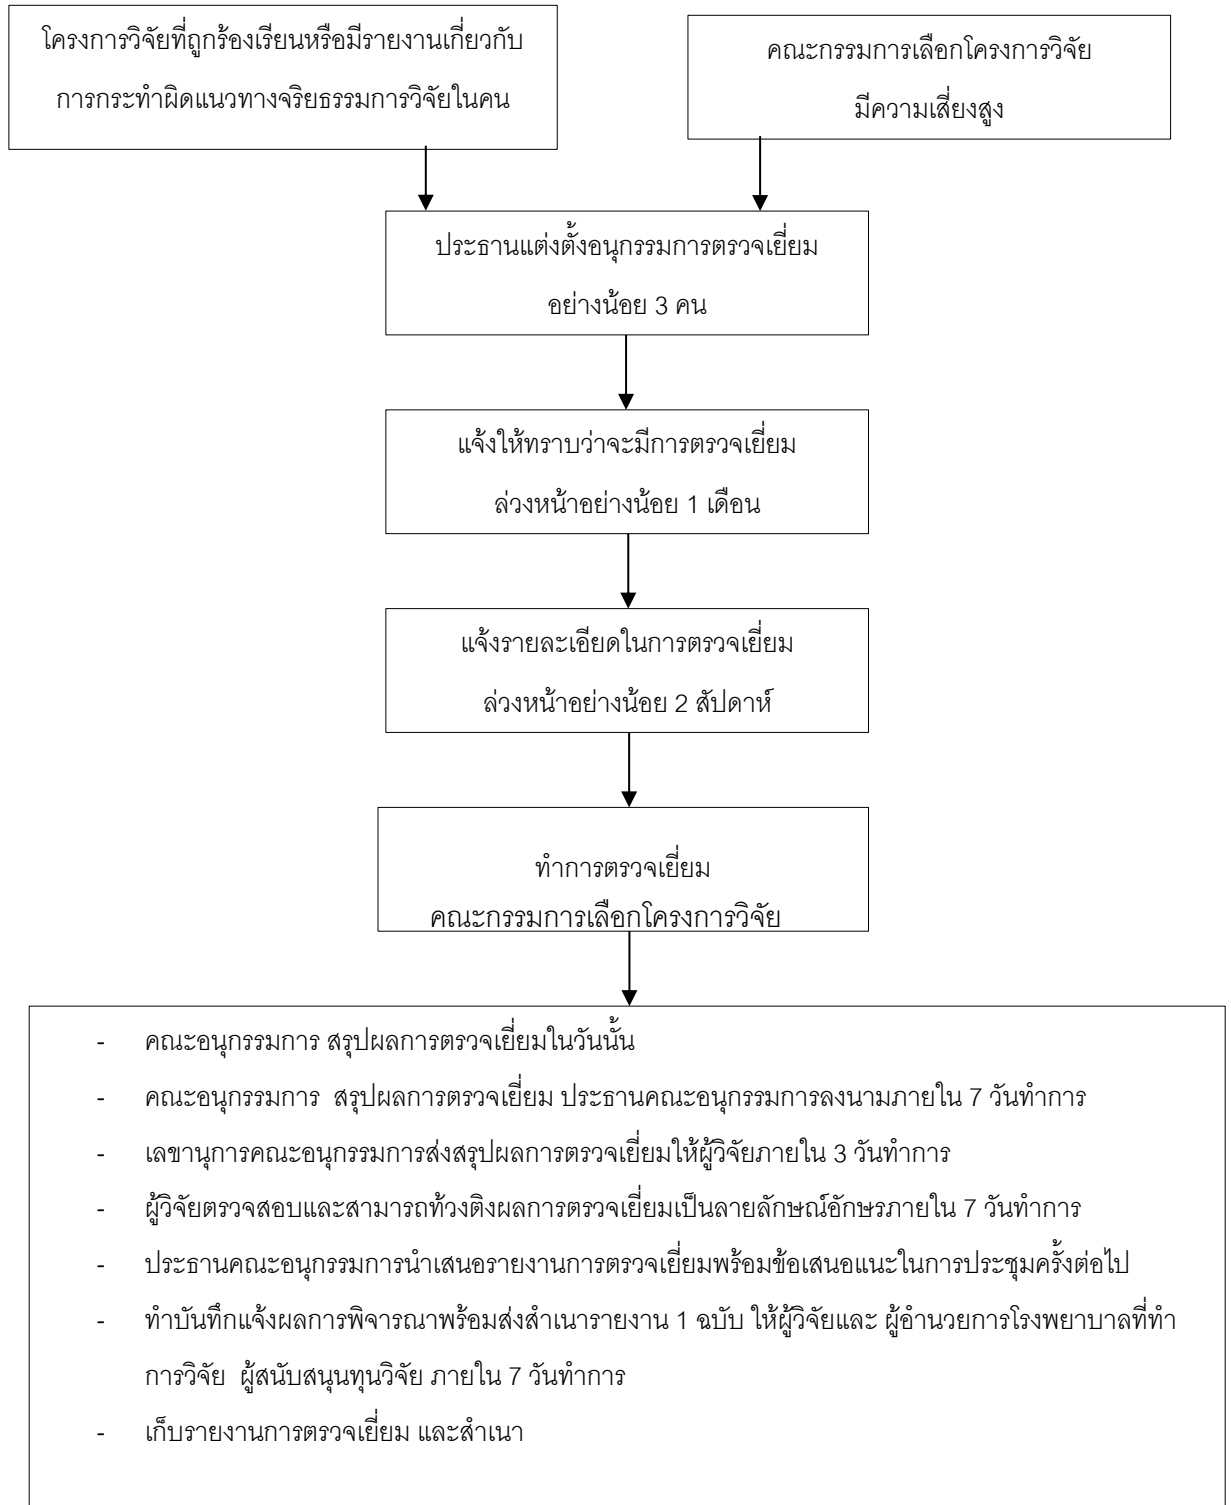 โครงการวิจัยที่ถูกร้องเรียนหรือมีรายงานเกี่ยวกับ
การกระทำผิดแนวทางจริยธรรมการวิจัยในคน
คณะกรรมการเลือกโครงการวิจัย
มีความเสี่ยงสูง
ประธานแต่งตั้งอนุกรรมการตรวจเยี่ยม
อย่างน้อย 3 คน
แจ้งให้ทราบว่าจะมีการตรวจเยี่ยม
ล่วงหน้าอย่างน้อย 1 เดือน
แจ้งรายละเอียดในการตรวจเยี่ยม
ล่วงหน้าอย่างน้อย 2 สัปดาห์
ทำการตรวจเยี่ยม
คณะกรรมการเลือกโครงการวิจัย
- คณะอนุกรรมการ สรุปผลการตรวจเยี่ยมในวันนั้น
- คณะอนุกรรมการ สรุปผลการตรวจเยี่ยม ประธานคณะอนุกรรมการลงนามภายใน 7 วันทำการ
- เลขานุการคณะอนุกรรมการส่งสรุปผลการตรวจเยี่ยมให้ผู้วิจัยภายใน 3 วันทำการ
- ผู้วิจัยตรวจสอบและสามารถท้วงติงผลการตรวจเยี่ยมเป็นลายลักษณ์อักษรภายใน 7 วันทำการ
- ประธานคณะอนุกรรมการนำเสนอรายงานการตรวจเยี่ยมพร้อมข้อเสนอแนะในการประชุมครั้งต่อไป
- ทำบันทึกแจ้งผลการพิจารณาพร้อมส่งสำเนารายงาน 1 ฉบับ ให้ผู้วิจัยและ ผู้อำนวยการโรงพยาบาลที่ทำ
การวิจัย ผู้สนับสนุนทุนวิจัย ภายใน 7 วันทำการ
- เก็บรายงานการตรวจเยี่ยม และสำเนา